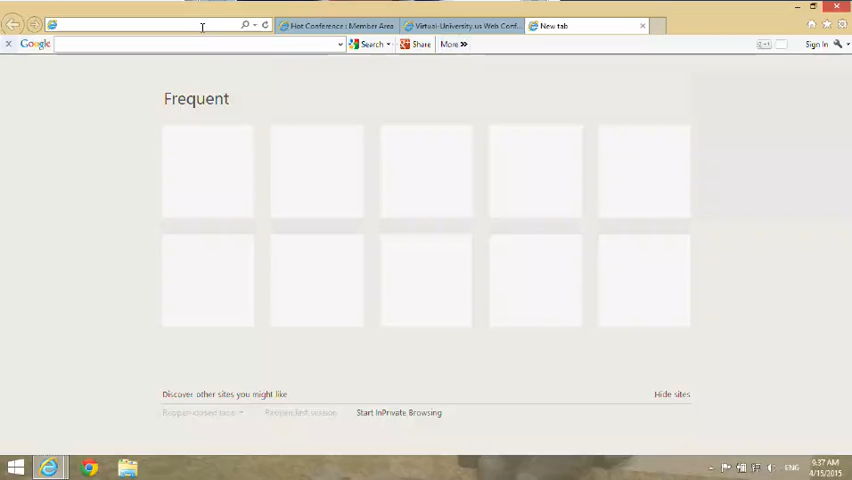 Hot Conference : Member Area
Virtual-University.us Web Conf...
New tab
Google
Search
Share
More »
Sign In
Frequent
Discover other sites you might like
Hide sites
Reopen closed tabs
Reopen last session
Start InPrivate Browsing
ENG
9:37 AM
4/15/2015